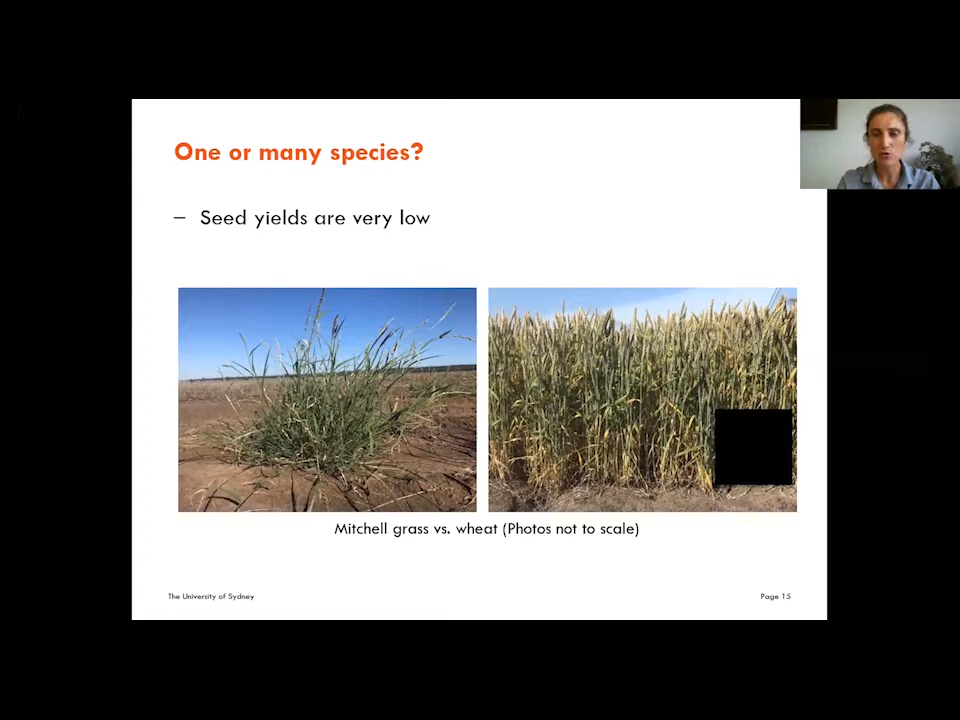 One or many species?
– Seed yields are very low
Mitchell grass vs. wheat (Photos not to scale)
The University of Sydney
Page 15